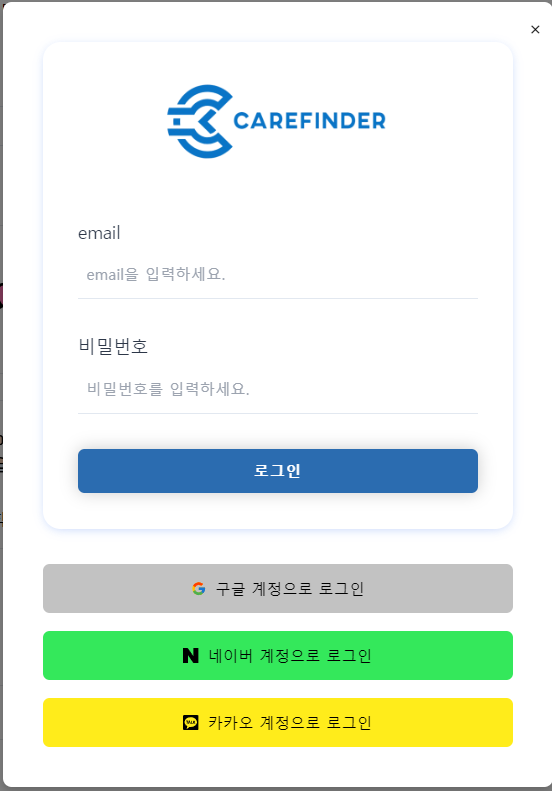 ×
CAREFINDER
email
email을 입력하세요.
비밀번호
비밀번호를 입력하세요.
로그인
구글 계정으로 로그인
네이버 계정으로 로그인
TALK
카카오 계정으로 로그인